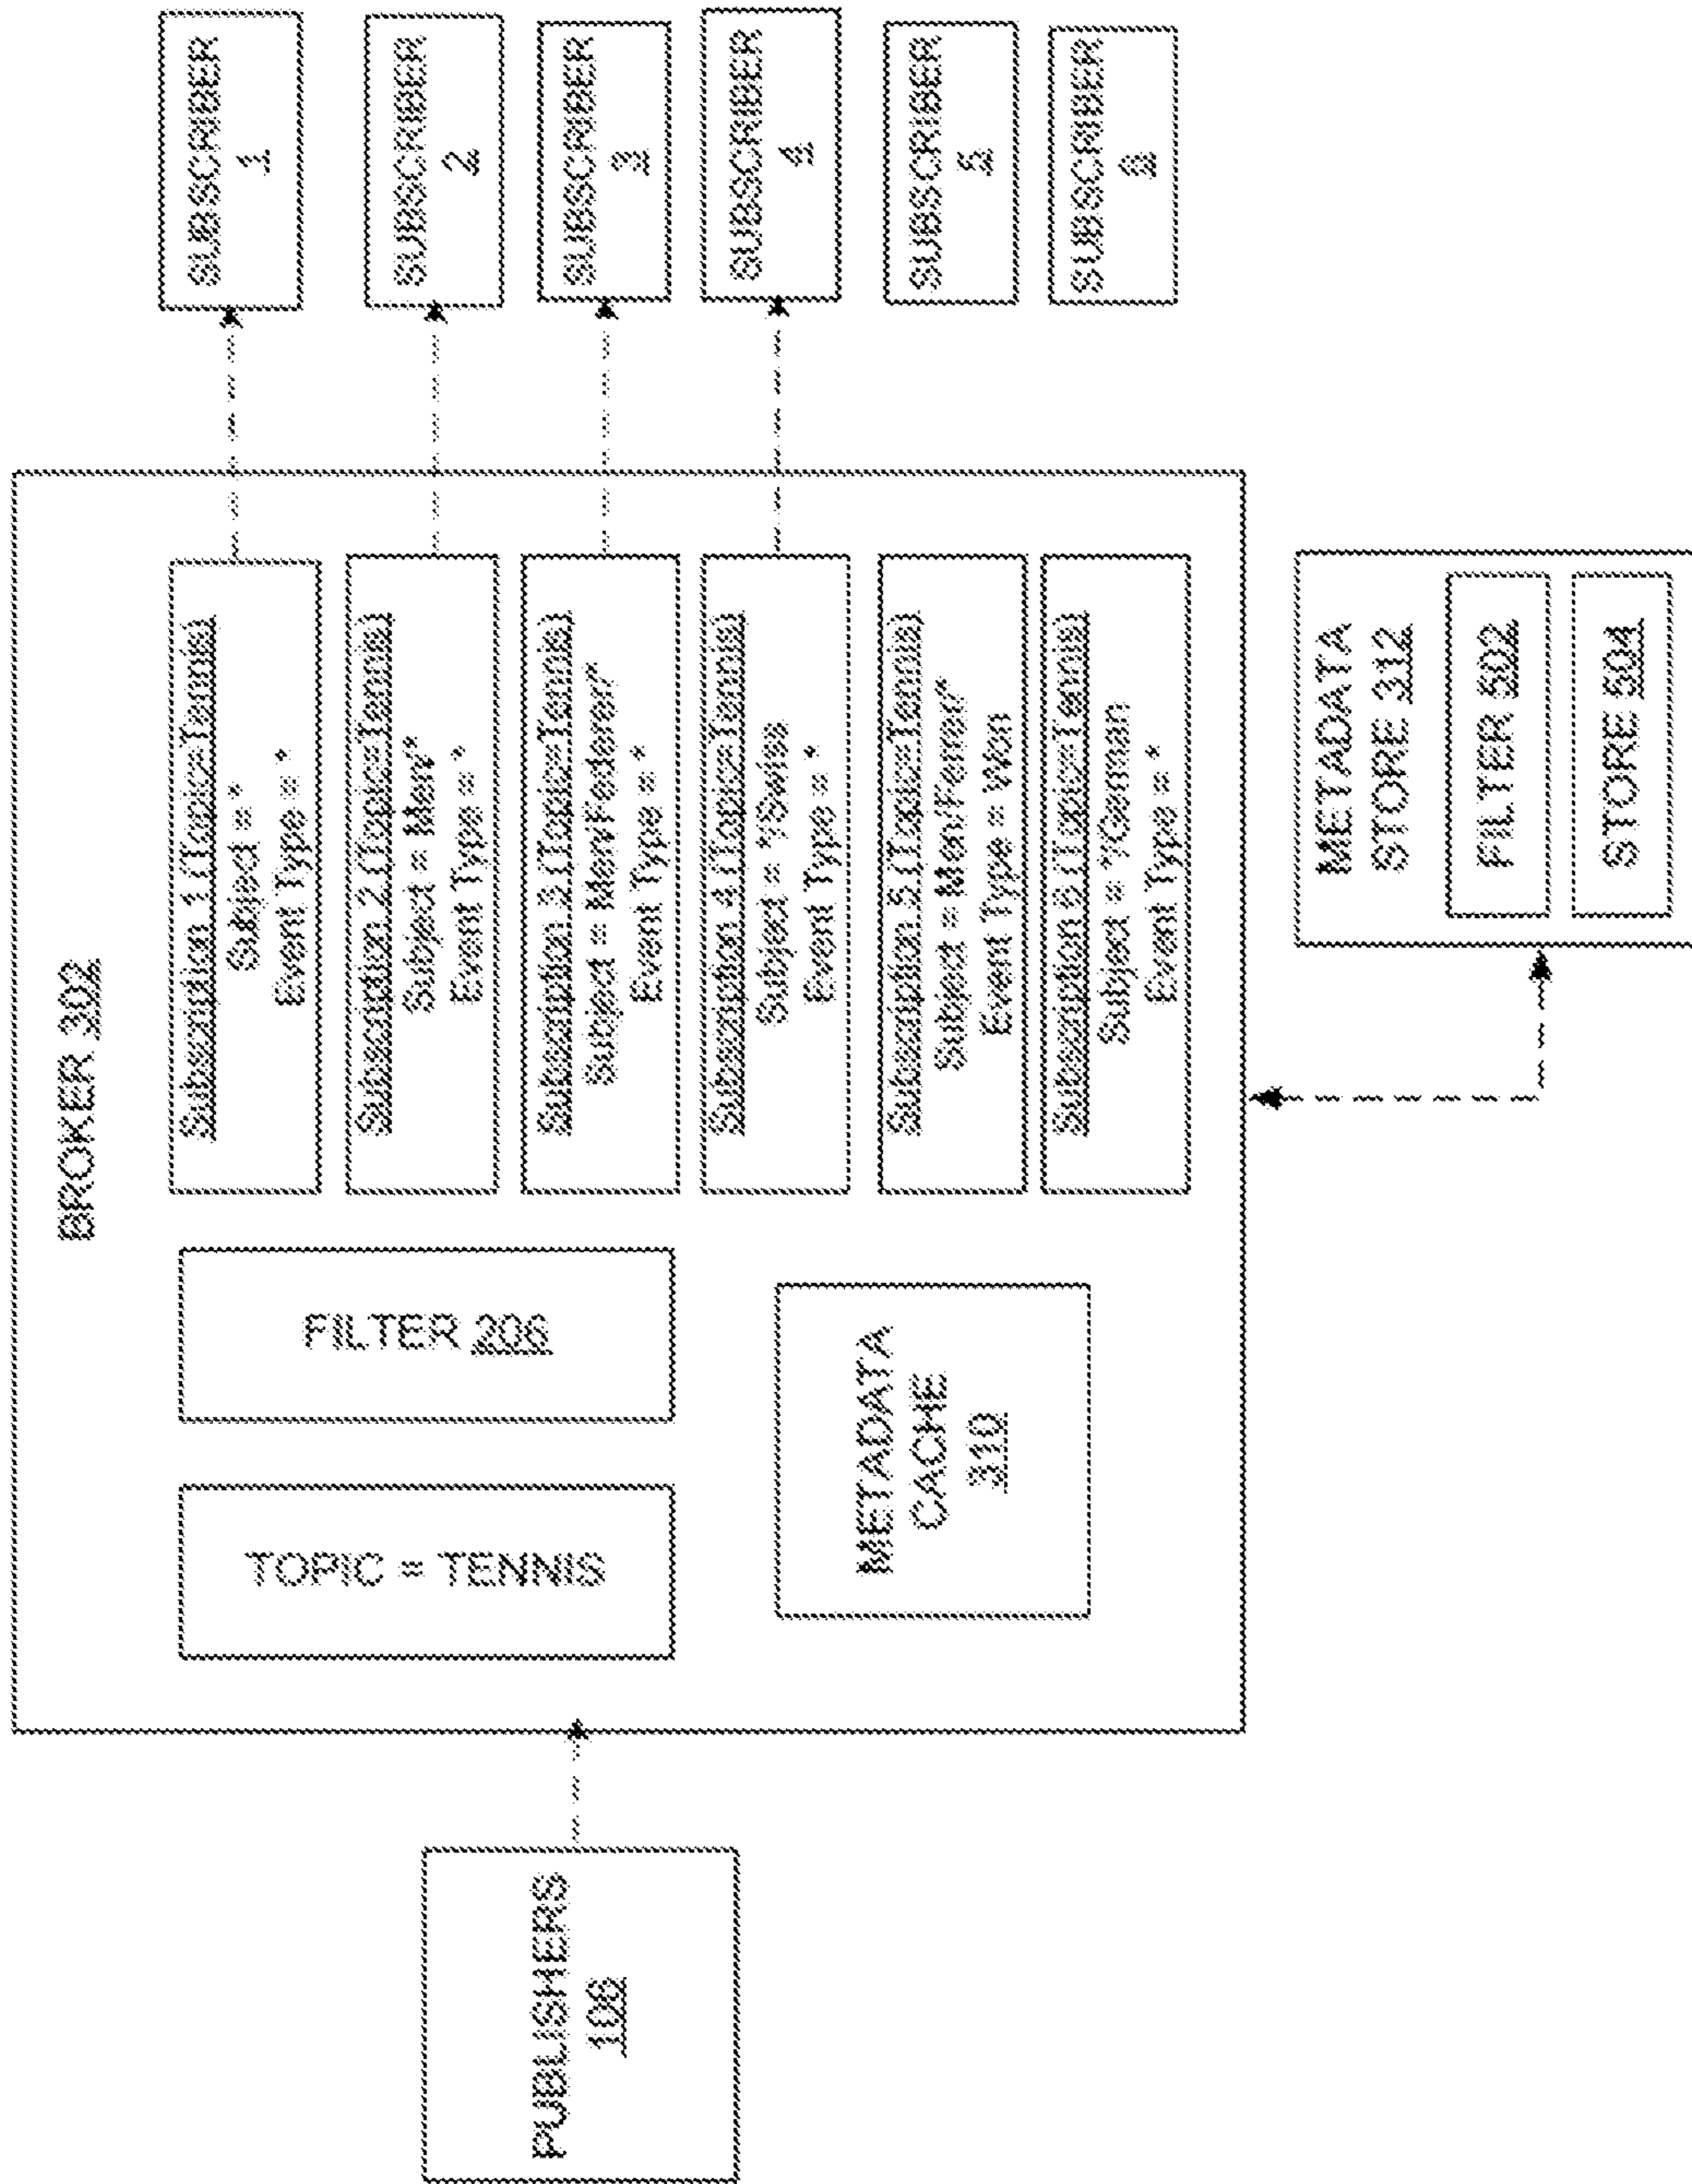 PUBLISHERS
106
BROKER 302
TOPIC = TENNIS
FILTER 206
METADATA
CACHE
310
Subscription 1 (Topic=Tennis)
Subject = *
Event Type = *
Subscription 2 (Topic=Tennis)
Subject = Men/*
Event Type = *
Subscription 3 (Topic=Tennis)
Subject = Men/Federer/*
Event Type = *
Subscription 4 (Topic=Tennis)
Subject = */Swiss
Event Type = *
Subscription 5 (Topic=Tennis)
Subject = Men/Ferrer/*
Event Type = Won
Subscription 6 (Topic=Tennis)
Subject = */German
Event Type = *
SUBSCRIBER
1
SUBSCRIBER
2
SUBSCRIBER
3
SUBSCRIBER
4
SUBSCRIBER
5
SUBSCRIBER
6
METADATA
STORE 312
FILTER 502
STORE 504